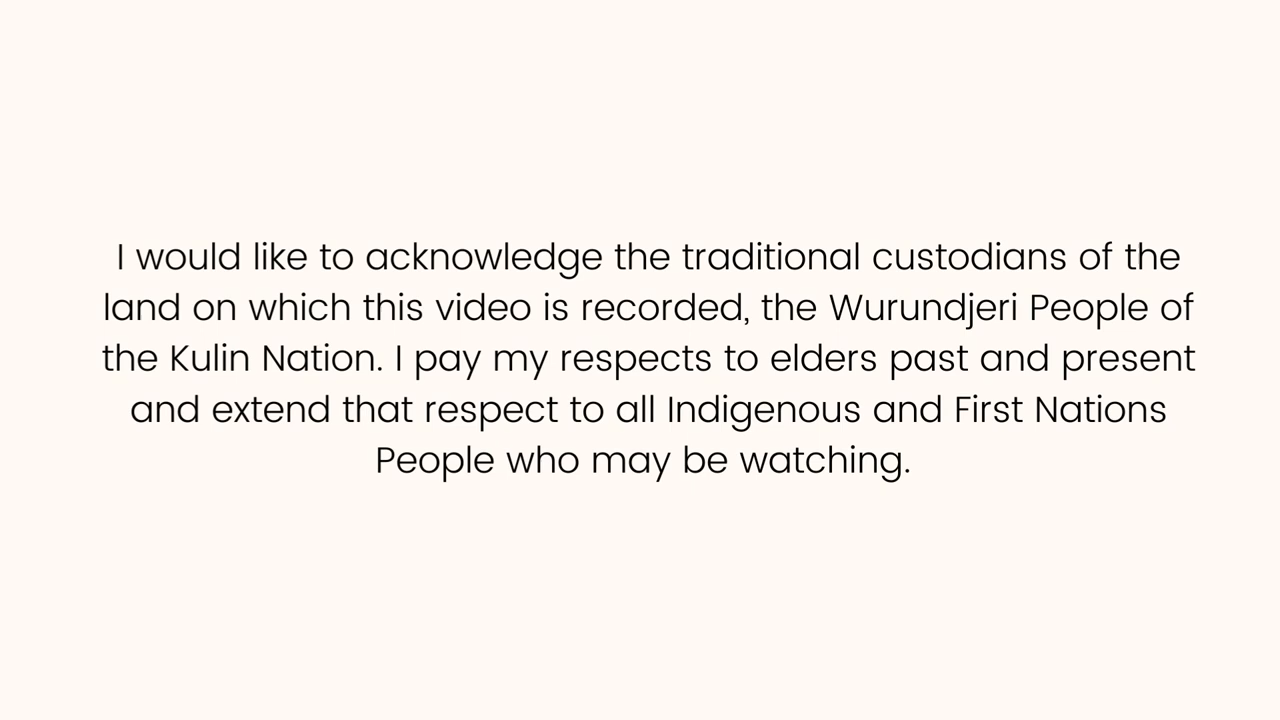 I would like to acknowledge the traditional custodians of the
land on which this video is recorded, the Wurundjeri People of
the Kulin Nation. I pay my respects to elders past and present
and extend that respect to all Indigenous and First Nations
People who may be watching.